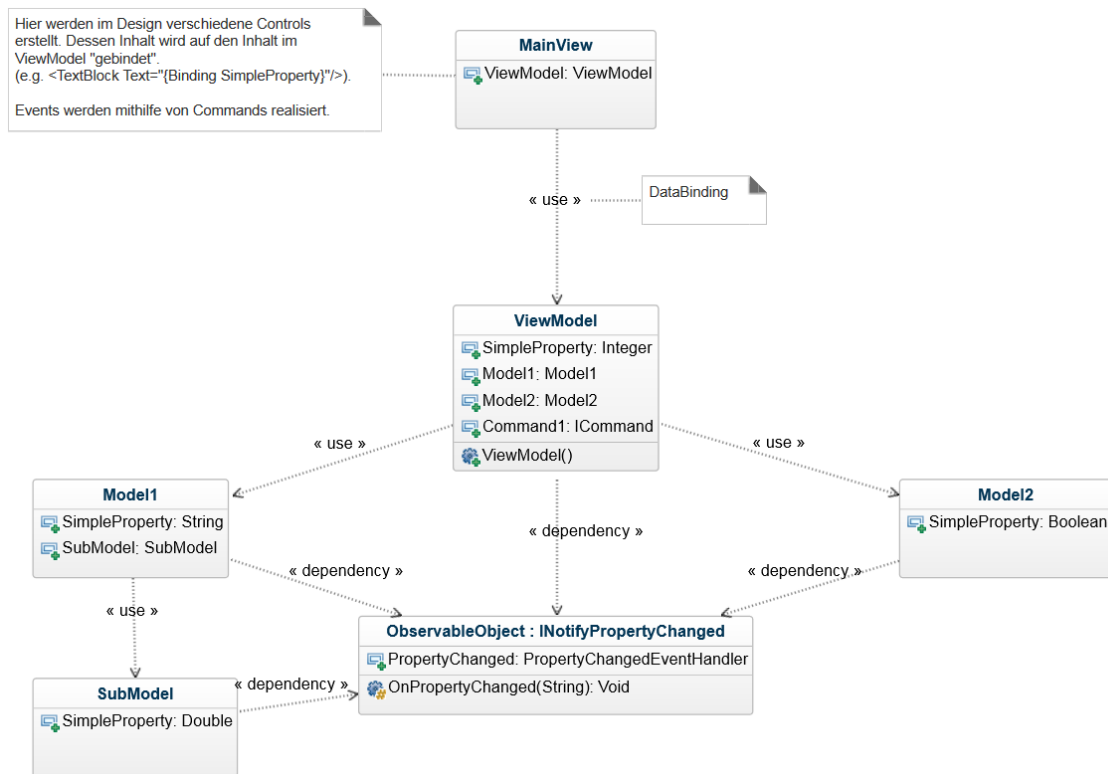 Hier werden im Design verschiedene Controls
erstellt. Dessen Inhalt wird auf den Inhalt im
ViewModel "gebindet".
(e.g. <TextBlock Text="{Binding SimpleProperty}"/>).
Events werden mithilfe von Commands realisiert.
MainView
ViewModel: ViewModel
« use »
DataBinding
ViewModel
SimpleProperty: Integer
Model1: Model1
Model2: Model2
Command1: ICommand
ViewModel()
« use »
« use »
Model1
SimpleProperty: String
SubModel: SubModel
Model2
SimpleProperty: Boolean
« dependency »
« dependency »
« dependency »
« use »
ObservableObject : INotifyPropertyChanged
PropertyChanged: PropertyChangedEventHandler
OnPropertyChanged(String): Void
« dependency »
SubModel
SimpleProperty: Double